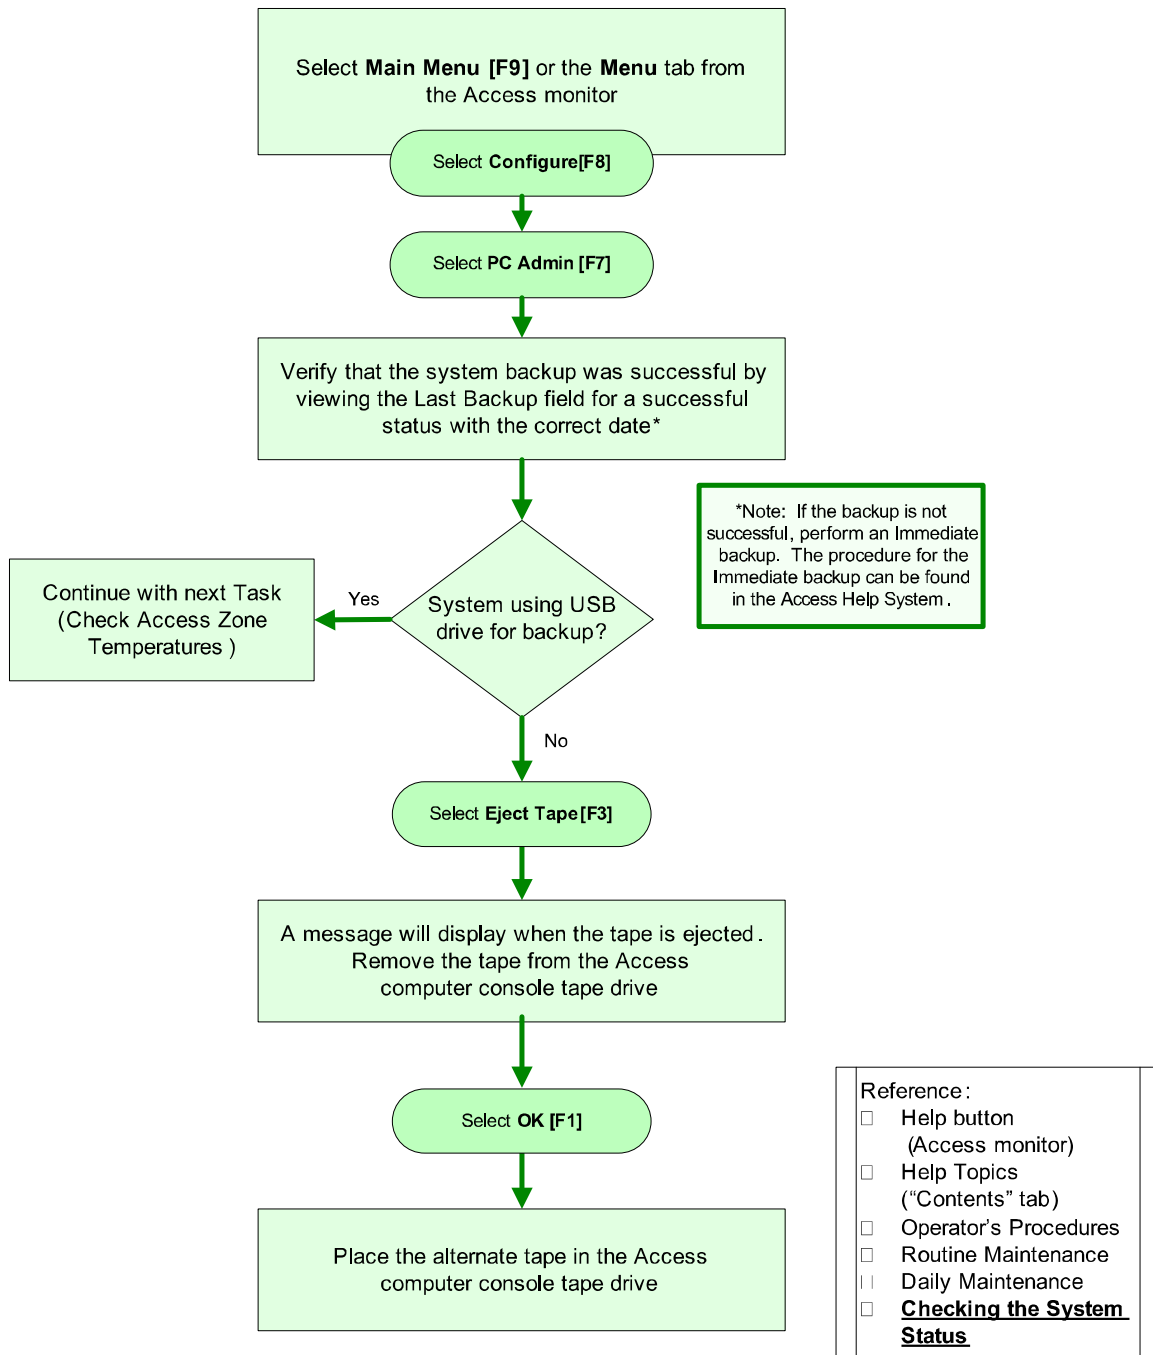 Select Main Menu [F9] or the Menu tab from
the Access monitor
Select Configure[F8]
Select PC Admin [F7]
Verify that the system backup was successful by
viewing the Last Backup field for a successful
status with the correct date*
*Note: If the backup is not
successful, perform an Immediate
backup. The procedure for the
Immediate backup can be found
in the Access Help System.
System using USB
drive for backup?
Yes
Continue with next Task
(Check Access Zone
Temperatures )
No
Select Eject Tape[F3]
A message will display when the tape is ejected.
Remove the tape from the Access
computer console tape drive
Select OK [F1]
Place the alternate tape in the Access
computer console tape drive
Reference:
Help button
(Access monitor)
Help Topics
(“Contents” tab)
Operator’s Procedures
Routine Maintenance
Daily Maintenance
Checking the System
Status